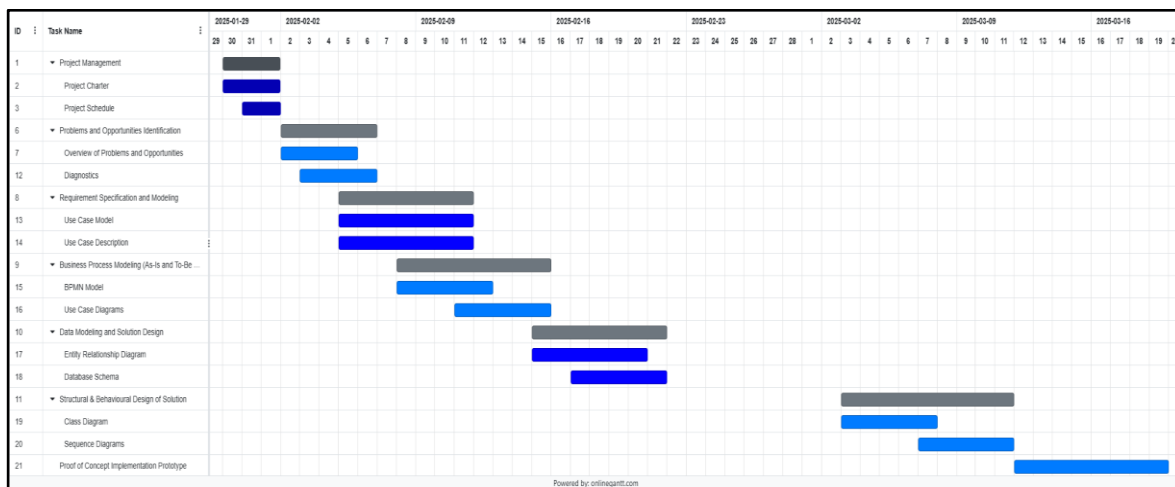 ID Task Name 2025-01-29 2025-02-02 2025-02-09 2025-02-16 2025-02-23 2025-03-02 2025-03-09 2025-03-16
29 30 31 1 2 3 4 5 6 7 8 9 10 11 12 13 14 15 16 17 18 19 20 21 22 23 24 25 26 27 28 1 2 3 4 5 6 7 8 9 10 11 12 13 14 15 16 17 18 19
1 Project Management
2 Project Charter
3 Project Schedule
6 Problems and Opportunities Identification
7 Overview of Problems and Opportunities
12 Diagnostics
8 Requirement Specification and Modeling
13 Use Case Model
14 Use Case Description
9 Business Process Modeling (As-Is and To-Be ...
15 BPMN Model
16 Use Case Diagrams
10 Data Modeling and Solution Design
17 Entity Relationship Diagram
18 Database Schema
11 Structural & Behavioural Design of Solution
19 Class Diagram
20 Sequence Diagrams
21 Proof of Concept Implementation Prototype
Powered by: onlinegantt.com